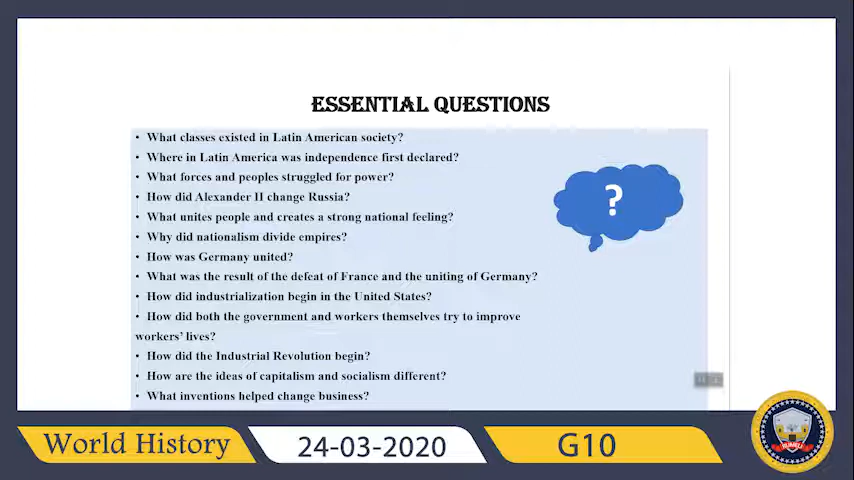 ESSENTIAL QUESTIONS
• What classes existed in Latin American society?
• Where in Latin America was independence first declared?
• What forces and peoples struggled for power?
• How did Alexander II change Russia?
• What unites people and creates a strong national feeling?
• Why did nationalism divide empires?
• How was Germany united?
• What was the result of the defeat of France and the uniting of Germany?
• How did industrialization begin in the United States?
• How did both the government and workers themselves try to improve
workers' lives?
• How did the Industrial Revolution begin?
• How are the ideas of capitalism and socialism different?
• What inventions helped change business?
?
World History
24-03-2020
G10